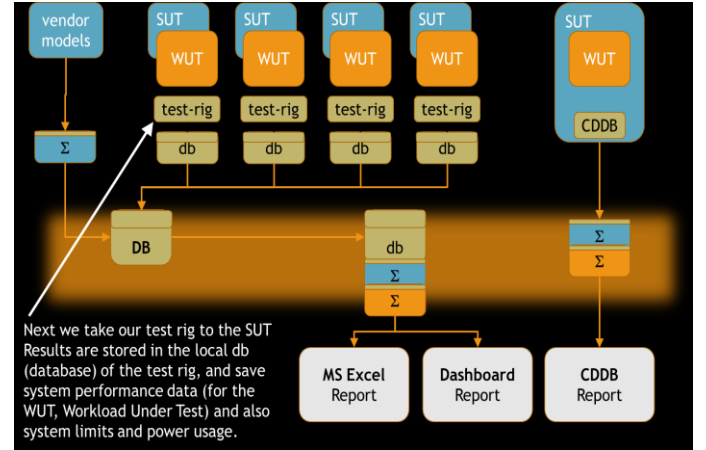 vendor
models
SUT
SUT
SUT
SUT
SUT
WUT
WUT
WUT
WUT
WUT
test-rig
test-rig
test-rig
test-rig
CDDB
Σ
db
db
db
db
DB
db
Σ
Σ
Σ
Σ
Next we take our test rig to the SUT
Results are stored in the local db
(database) of the test rig, and save
system performance data (for the
WUT, Workload Under Test) and also
system limits and power usage.
MS Excel
Report
Dashboard
Report
CDDB
Report